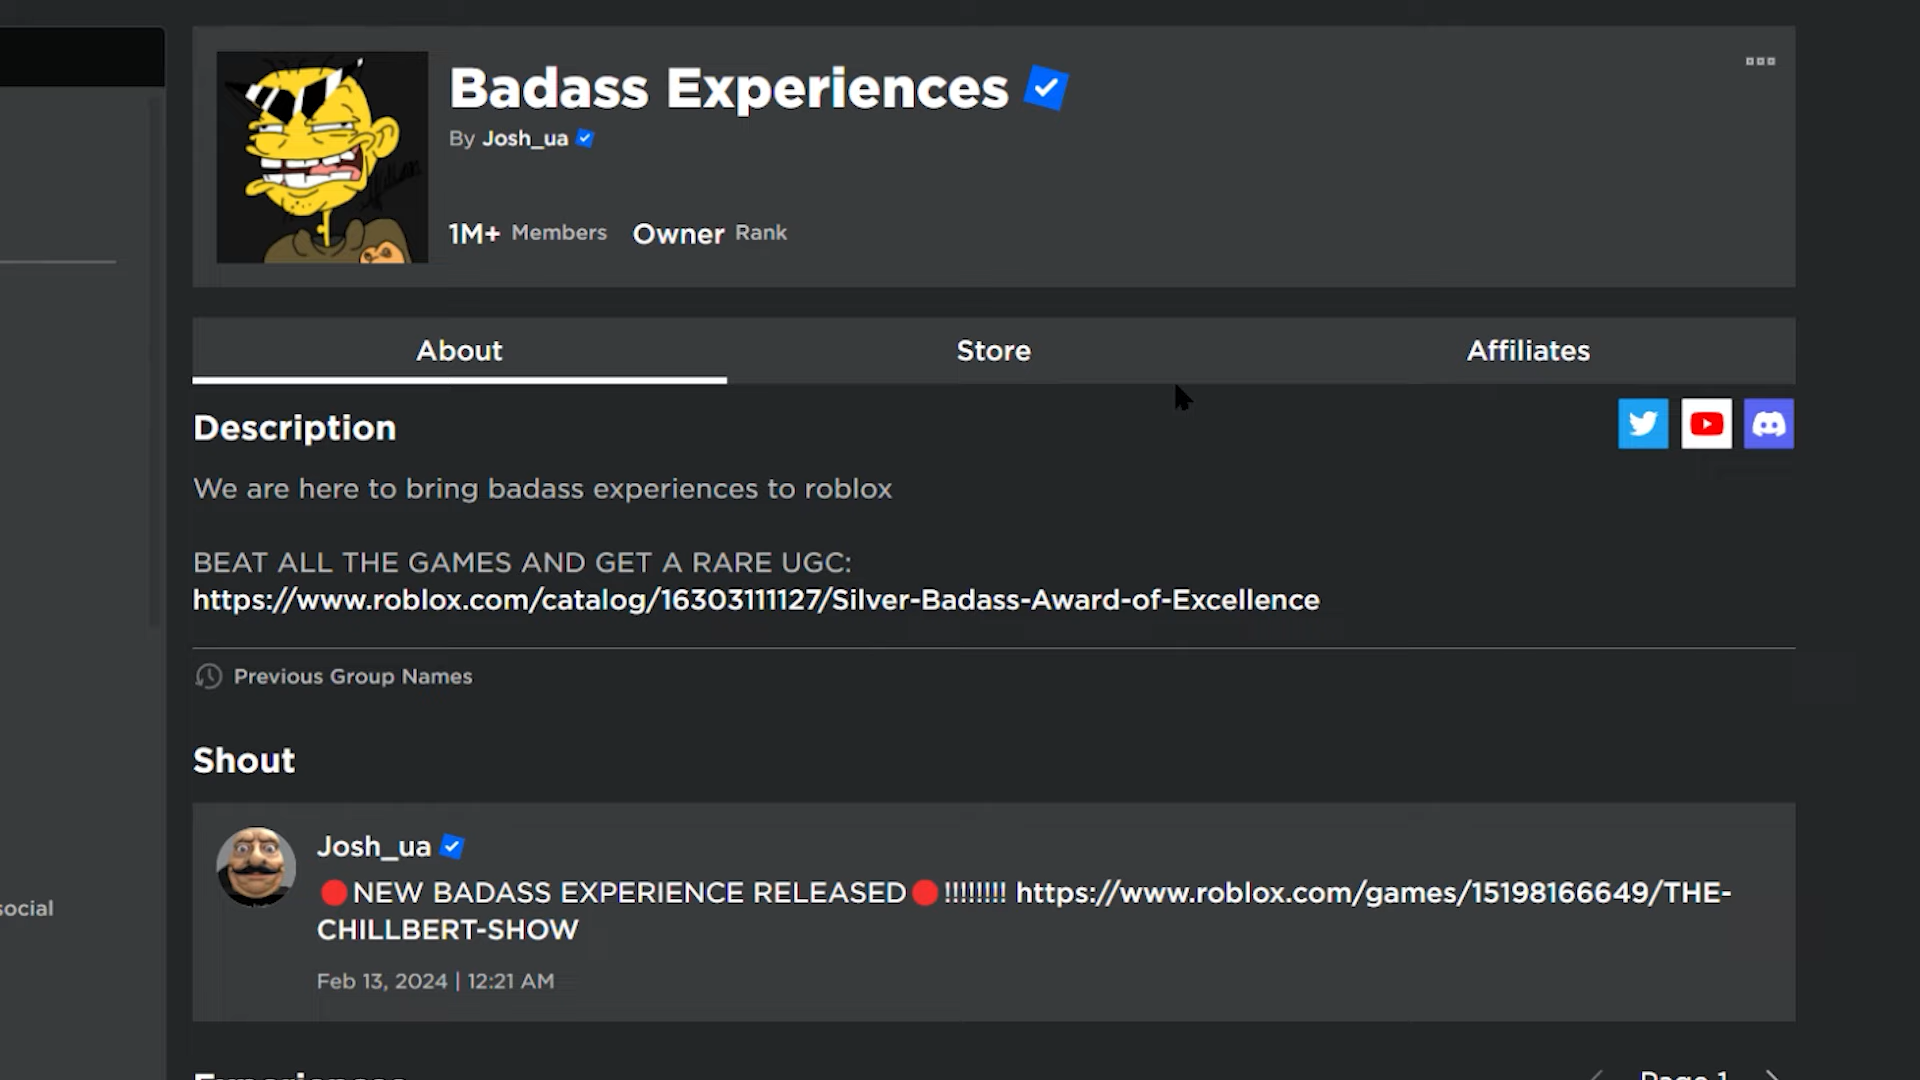 Badass Experiences
By Josh_ua
1M+ Members Owner Rank
About Store Affiliates
Description
We are here to bring badass experiences to roblox
BEAT ALL THE GAMES AND GET A RARE UGC:
https://www.roblox.com/catalog/16303111127/Silver-Badass-Award-of-Excellence
Previous Group Names
Shout
Josh_ua
🔴NEW BADASS EXPERIENCE RELEASED🔴!!!!!!!! https://www.roblox.com/games/15198166649/THE-
CHILLBERT-SHOW
social
Feb 13, 2024 | 12:21 AM
Experiences
Page 1